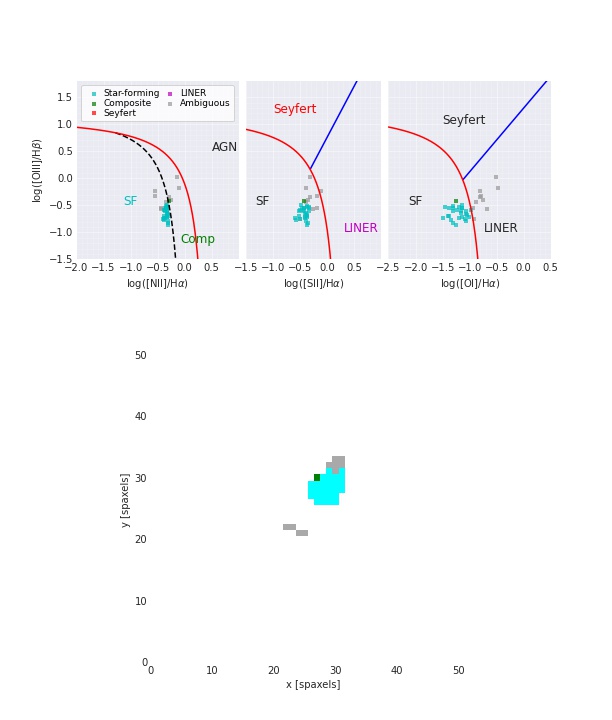 1.5
1.0
0.5
0.0
−0.5
−1.0
−1.5
log([OIII]/Hβ)
Star-forming
Composite
Seyfert
LINER
Ambiguous
AGN
SF
Comp
−2.0 −1.5 −1.0 −0.5 0.0 0.5
log([NII]/Hα)
Seyfert
SF
LINER
−1.5 −1.0 −0.5 0.0 0.5
log([SII]/Hα)
Seyfert
SF
LINER
−2.5 −2.0 −1.5 −1.0 −0.5 0.0 0.5
log([OI]/Hα)
50
40
30
20
10
0
y [spaxels]
0 10 20 30 40 50
x [spaxels]